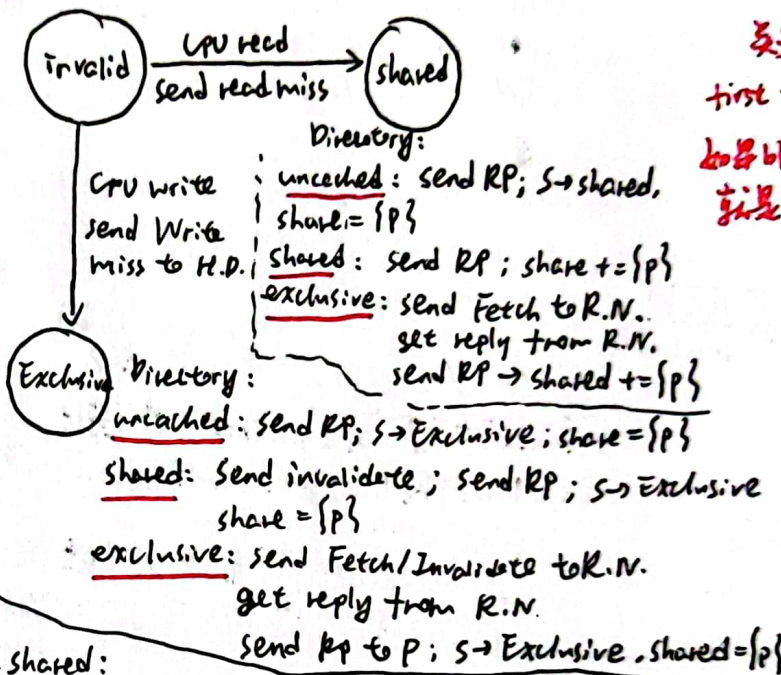 invalid
CPU read
send read miss
shared
first
如果
就是
CPU write
send Write
miss to H.D.
Directory:
uncached: send RP; S→shared,
share = {p}
shared: send RP; share += {p}
exclusive: send Fetch to R.N.
get reply from R.N.
send RP → shared += {p}
Exclusive
Directory:
uncached: send RP; S→Exclusive; share = {p}
shared: Send invalidate; send RP; S→Exclusive
share = {p}
exclusive: send Fetch/Invalidate to R.N.
get reply from R.N.
send Rp to p; S→Exclusive. shared = {p}
shared: